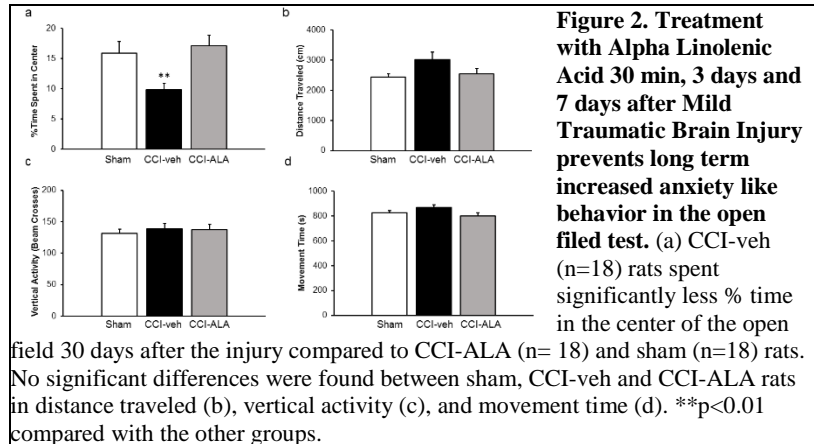 a
%Time Spent in Center
20
15
10
5
0
**
Sham CCI-veh CCI-ALA
b
Distance Traveled (cm)
4000
3000
2000
1000
0
Sham CCI-veh CCI-ALA
c
Vertical Activity (Beam Crosses)
200
150
100
50
0
Sham CCI-veh CCI-ALA
d
Movement Time (s)
1000
800
600
400
200
0
Sham CCI-veh CCI-ALA
Figure 2. Treatment
with Alpha Linolenic
Acid 30 min, 3 days and
7 days after Mild
Traumatic Brain Injury
prevents long term
increased anxiety like
behavior in the open
filed test. (a) CCI-veh
(n=18) rats spent
significantly less % time
in the center of the open
field 30 days after the injury compared to CCI-ALA (n= 18) and sham (n=18) rats.
No significant differences were found between sham, CCI-veh and CCI-ALA rats
in distance traveled (b), vertical activity (c), and movement time (d). **p<0.01
compared with the other groups.